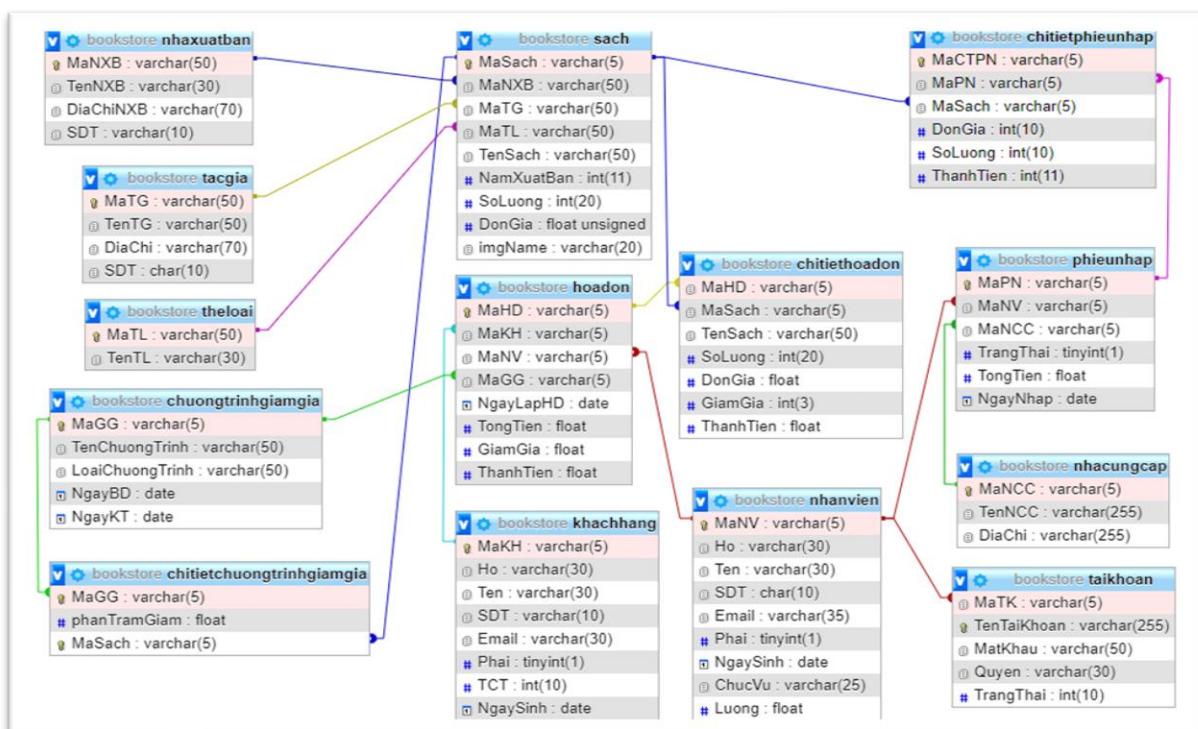 bookstore nhaxuatban
MaNXB : varchar(50)
TenNXB : varchar(30)
DiaChiNXB : varchar(70)
SDT : varchar(10)
bookstore tacgia
MaTG : varchar(50)
TenTG : varchar(50)
DiaChi : varchar(70)
SDT : char(10)
bookstore theloai
MaTL : varchar(50)
TenTL : varchar(30)
bookstore chuongtrinhgiamgia
MaGG : varchar(5)
TenChuongTrinh : varchar(50)
LoaiChuongTrinh : varchar(50)
NgayBD : date
NgayKT : date
bookstore chitietchuongtrinhgiamgia
MaGG : varchar(5)
# phanTramGiam : float
MaSach : varchar(5)
bookstore sach
MaSach : varchar(5)
MaNXB : varchar(50)
MaTG : varchar(50)
MaTL : varchar(50)
TenSach : varchar(50)
# NamXuatBan : int(11)
# SoLuong : int(20)
# DonGia : float unsigned
imgName : varchar(20)
bookstore hoadon
MaHD : varchar(5)
MaKH : varchar(5)
MaNV : varchar(5)
MaGG : varchar(5)
NgayLapHD : date
# TongTien : float
# GiamGia : float
# ThanhTien : float
bookstore khachhang
MaKH : varchar(5)
Ho : varchar(30)
Ten : varchar(30)
SDT : varchar(10)
Email : varchar(30)
# Phai : tinyint(1)
# TCT : int(10)
NgaySinh : date
bookstore chitiethoadon
MaHD : varchar(5)
MaSach : varchar(5)
TenSach : varchar(50)
# SoLuong : int(20)
# DonGia : float
# GiamGia : int(3)
# ThanhTien : float
bookstore nhanvien
MaNV : varchar(5)
Ho : varchar(30)
Ten : varchar(30)
SDT : char(10)
Email : varchar(35)
# Phai : tinyint(1)
NgaySinh : date
ChucVu : varchar(25)
# Luong : float
bookstore chitietphieunhap
MaCTPN : varchar(5)
MaPN : varchar(5)
MaSach : varchar(5)
# DonGia : int(10)
# SoLuong : int(10)
# ThanhTien : int(11)
bookstore phieunhap
MaPN : varchar(5)
MaNV : varchar(5)
MaNCC : varchar(5)
# TrangThai : tinyint(1)
# TongTien : float
NgayNhap : date
bookstore nhacungcap
MaNCC : varchar(5)
TenNCC : varchar(255)
DiaChi : varchar(255)
bookstore taikhoan
MaTK : varchar(5)
TenTaiKhoan : varchar(255)
MatKhau : varchar(50)
Quyen : varchar(30)
# TrangThai : int(10)